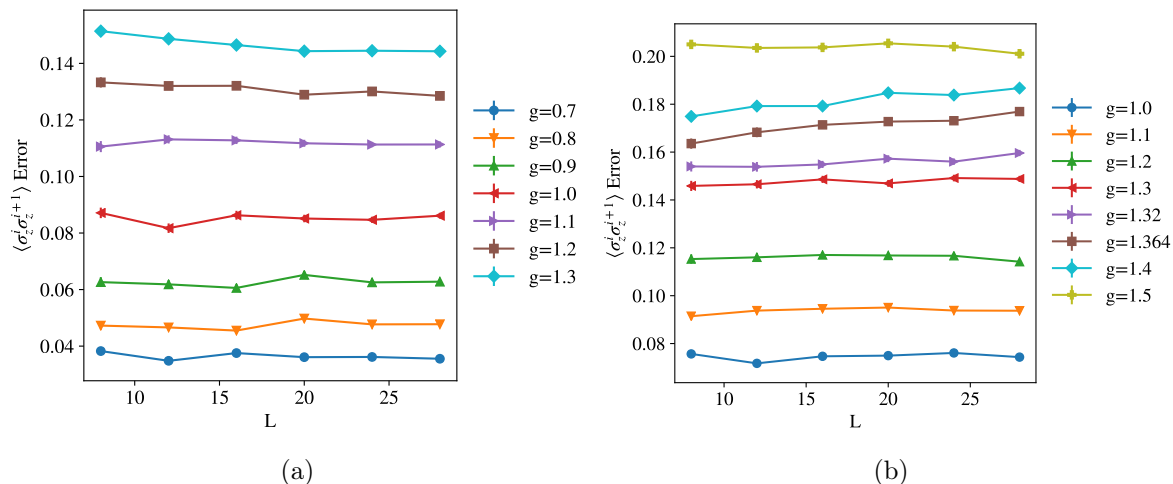 0.14
0.12
0.10
0.08
0.06
0.04
⟨σ_z^i σ_z^{i+1}⟩ Error
10 15 20 25
L
g=0.7
g=0.8
g=0.9
g=1.0
g=1.1
g=1.2
g=1.3
(a)
0.20
0.18
0.16
0.14
0.12
0.10
0.08
⟨σ_z^i σ_z^{i+1}⟩ Error
10 15 20 25
L
g=1.0
g=1.1
g=1.2
g=1.3
g=1.32
g=1.364
g=1.4
g=1.5
(b)